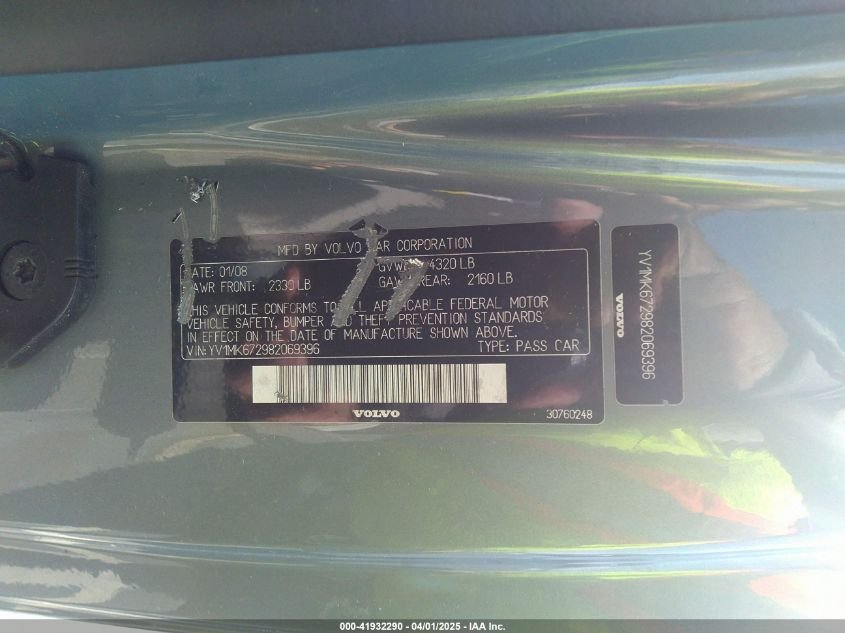 MFD BY VOLVO CAR CORPORATION
DATE: 01/08 4320 LB
GAWR FRONT: 2330 LB REAR: 2160 LB
THIS VEHICLE CONFORMS TO ALL APPLICABLE FEDERAL MOTOR
VEHICLE SAFETY, BUMPER AND THEFT PREVENTION STANDARDS
IN EFFECT ON THE DATE OF MANUFACTURE SHOWN ABOVE.
VIN: YV1MK672982069396 TYPE: PASS CAR
VOLVO 30760248
YV1MK672982069396
000-41932290 - 04/01/2025 - IAA Inc.